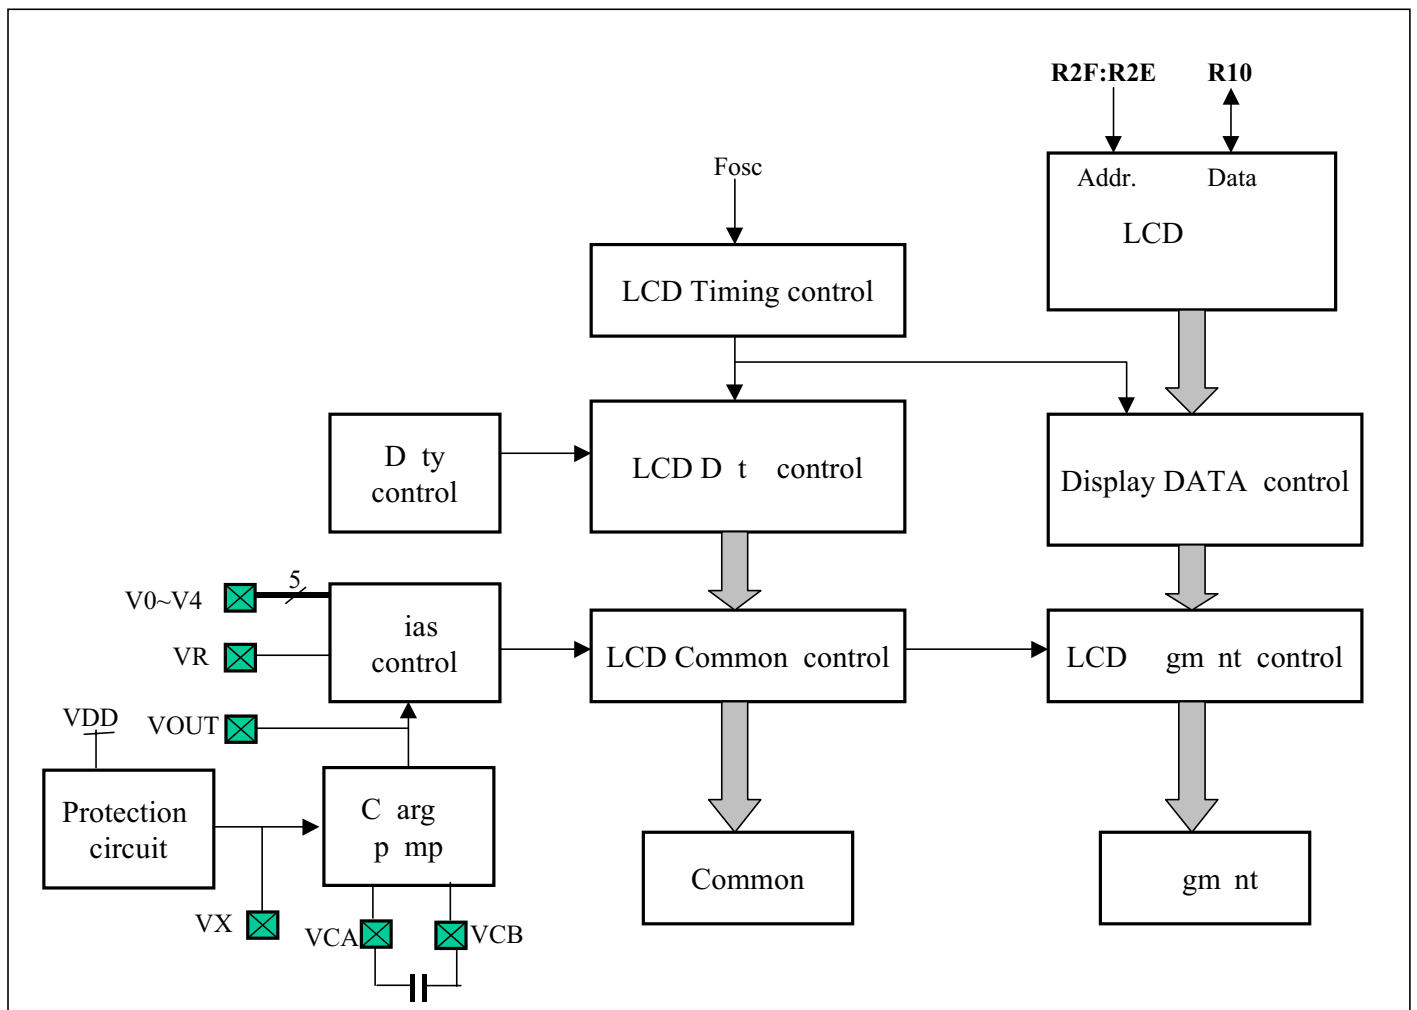 R2F:R2E R10
Fosc
Addr. Data
LCD
LCD Timing control
D ty
control
LCD D t control
Display DATA control
V0~V4
5
ias
control
VR
LCD Common control
LCD gm nt control
VDD
VOUT
Protection
circuit
C arg
p mp
Common
gm nt
VX
VCA
VCB